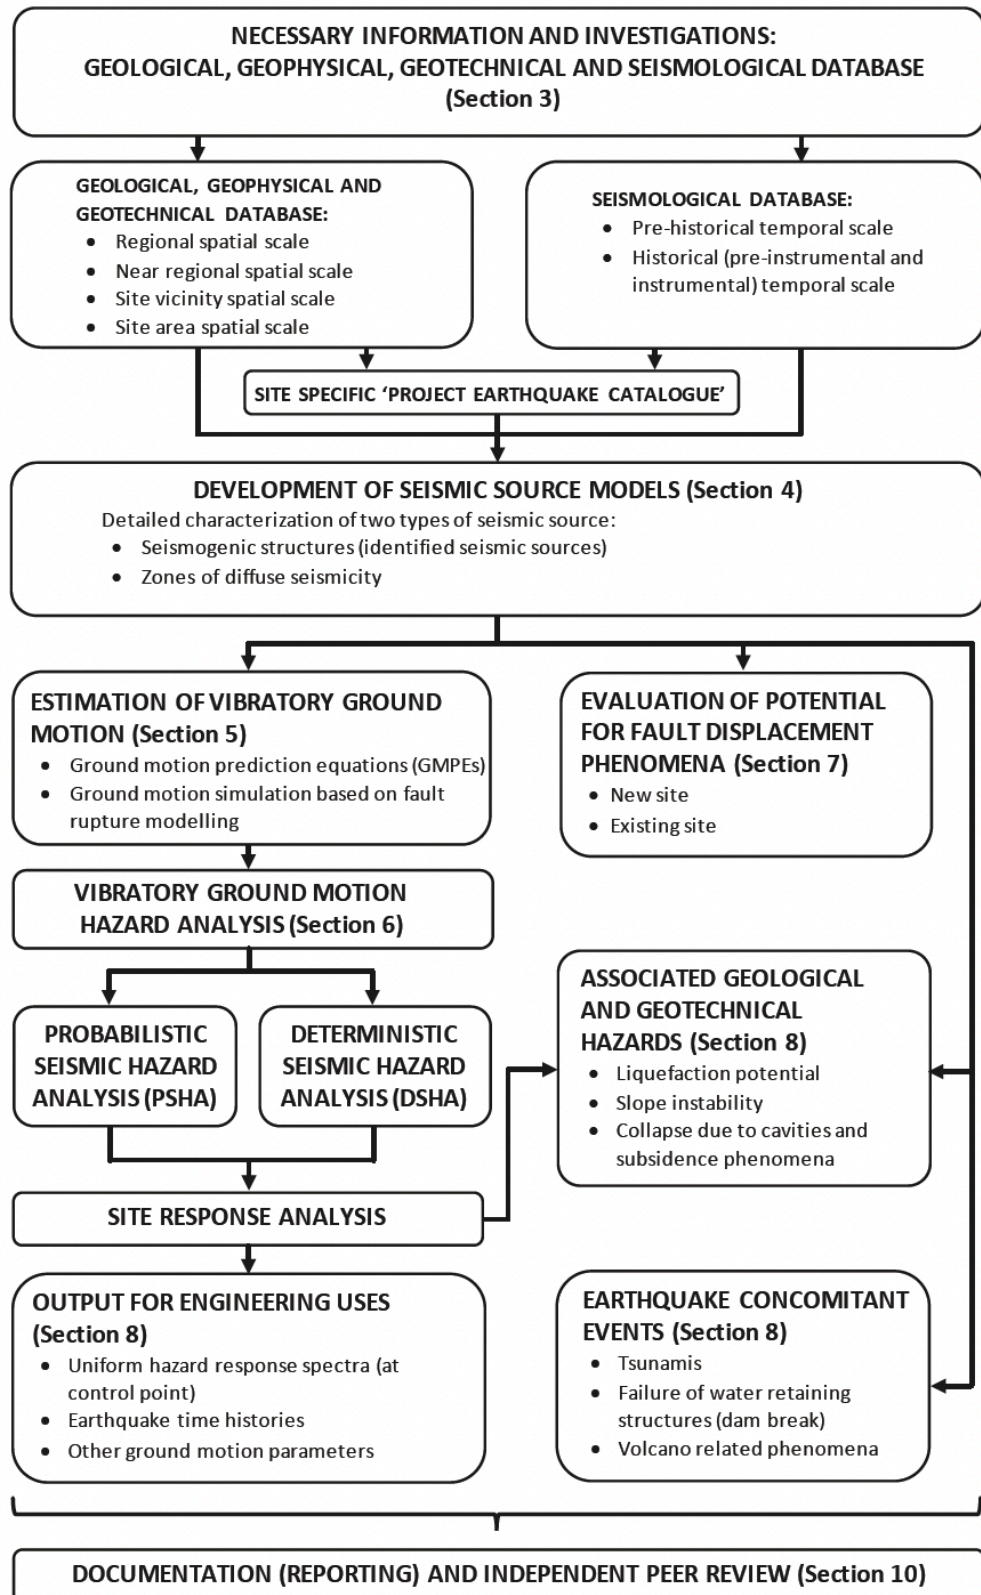 NECESSARY INFORMATION AND INVESTIGATIONS:
GEOLOGICAL, GEOPHYSICAL, GEOTECHNICAL AND SEISMOLOGICAL DATABASE
(Section 3)
GEOLOGICAL, GEOPHYSICAL AND
GEOTECHNICAL DATABASE:
• Regional spatial scale
• Near regional spatial scale
• Site vicinity spatial scale
• Site area spatial scale
SEISMOLOGICAL DATABASE:
• Pre-historical temporal scale
• Historical (pre-instrumental and
instrumental) temporal scale
SITE SPECIFIC ‘PROJECT EARTHQUAKE CATALOGUE’
DEVELOPMENT OF SEISMIC SOURCE MODELS (Section 4)
Detailed characterization of two types of seismic source:
• Seismogenic structures (identified seismic sources)
• Zones of diffuse seismicity
ESTIMATION OF VIBRATORY GROUND
MOTION (Section 5)
• Ground motion prediction equations (GMPEs)
• Ground motion simulation based on fault
rupture modelling
EVALUATION OF POTENTIAL
FOR FAULT DISPLACEMENT
PHENOMENA (Section 7)
• New site
• Existing site
VIBRATORY GROUND MOTION
HAZARD ANALYSIS (Section 6)
PROBABILISTIC
SEISMIC HAZARD
ANALYSIS (PSHA)
DETERMINISTIC
SEISMIC HAZARD
ANALYSIS (DSHA)
ASSOCIATED GEOLOGICAL
AND GEOTECHNICAL
HAZARDS (Section 8)
• Liquefaction potential
• Slope instability
• Collapse due to cavities and
subsidence phenomena
SITE RESPONSE ANALYSIS
OUTPUT FOR ENGINEERING USES
(Section 8)
• Uniform hazard response spectra (at
control point)
• Earthquake time histories
• Other ground motion parameters
EARTHQUAKE CONCOMITANT
EVENTS (Section 8)
• Tsunamis
• Failure of water retaining
structures (dam break)
• Volcano related phenomena
DOCUMENTATION (REPORTING) AND INDEPENDENT PEER REVIEW (Section 10)